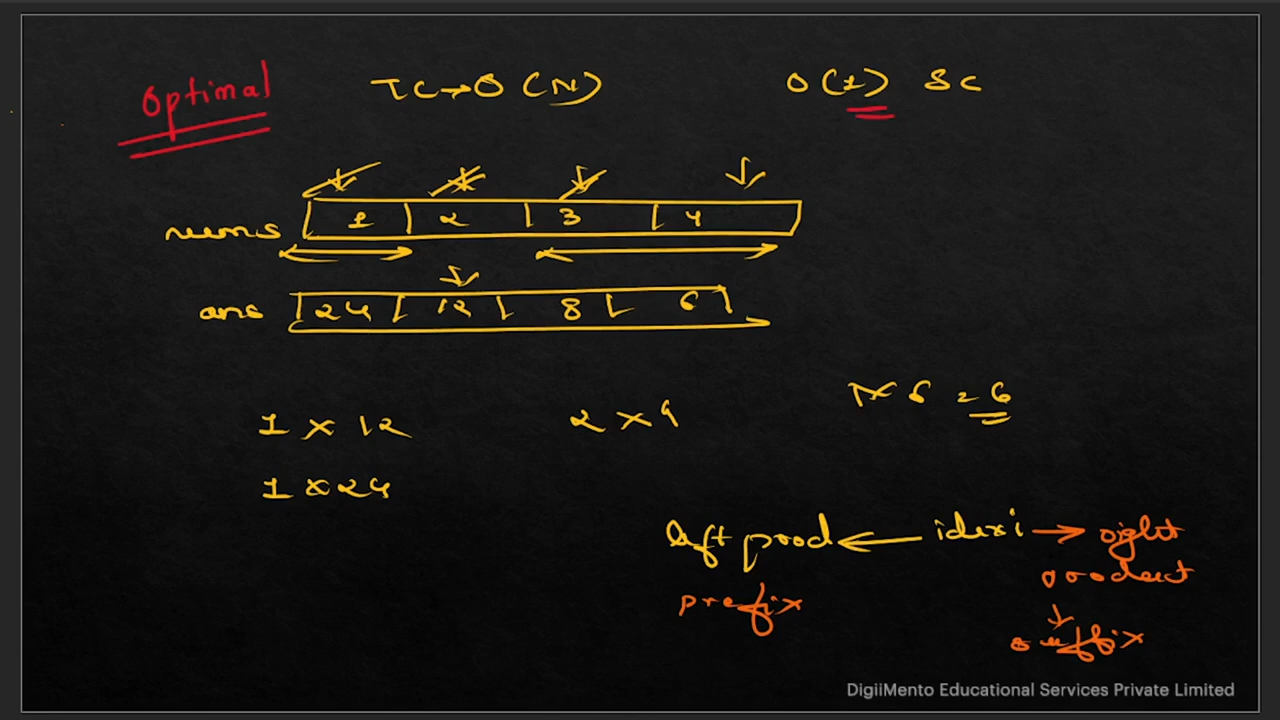 Optimal TC→O(N) O(1) SC
nums 1 2 3 4
ans 24 12 8 6
1 × 12 2 × 4 1 × 6 = 6
1 × 24
left prod ← idex i → right
product
prefix
suffix
DigiiMento Educational Services Private Limited